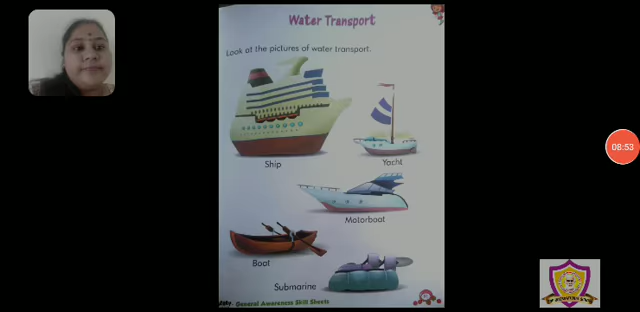 Water Transport
Look at the pictures of water transport.
Ship
Yacht
Motorboat
Boat
Submarine
General Awareness Skill Sheets
08:53